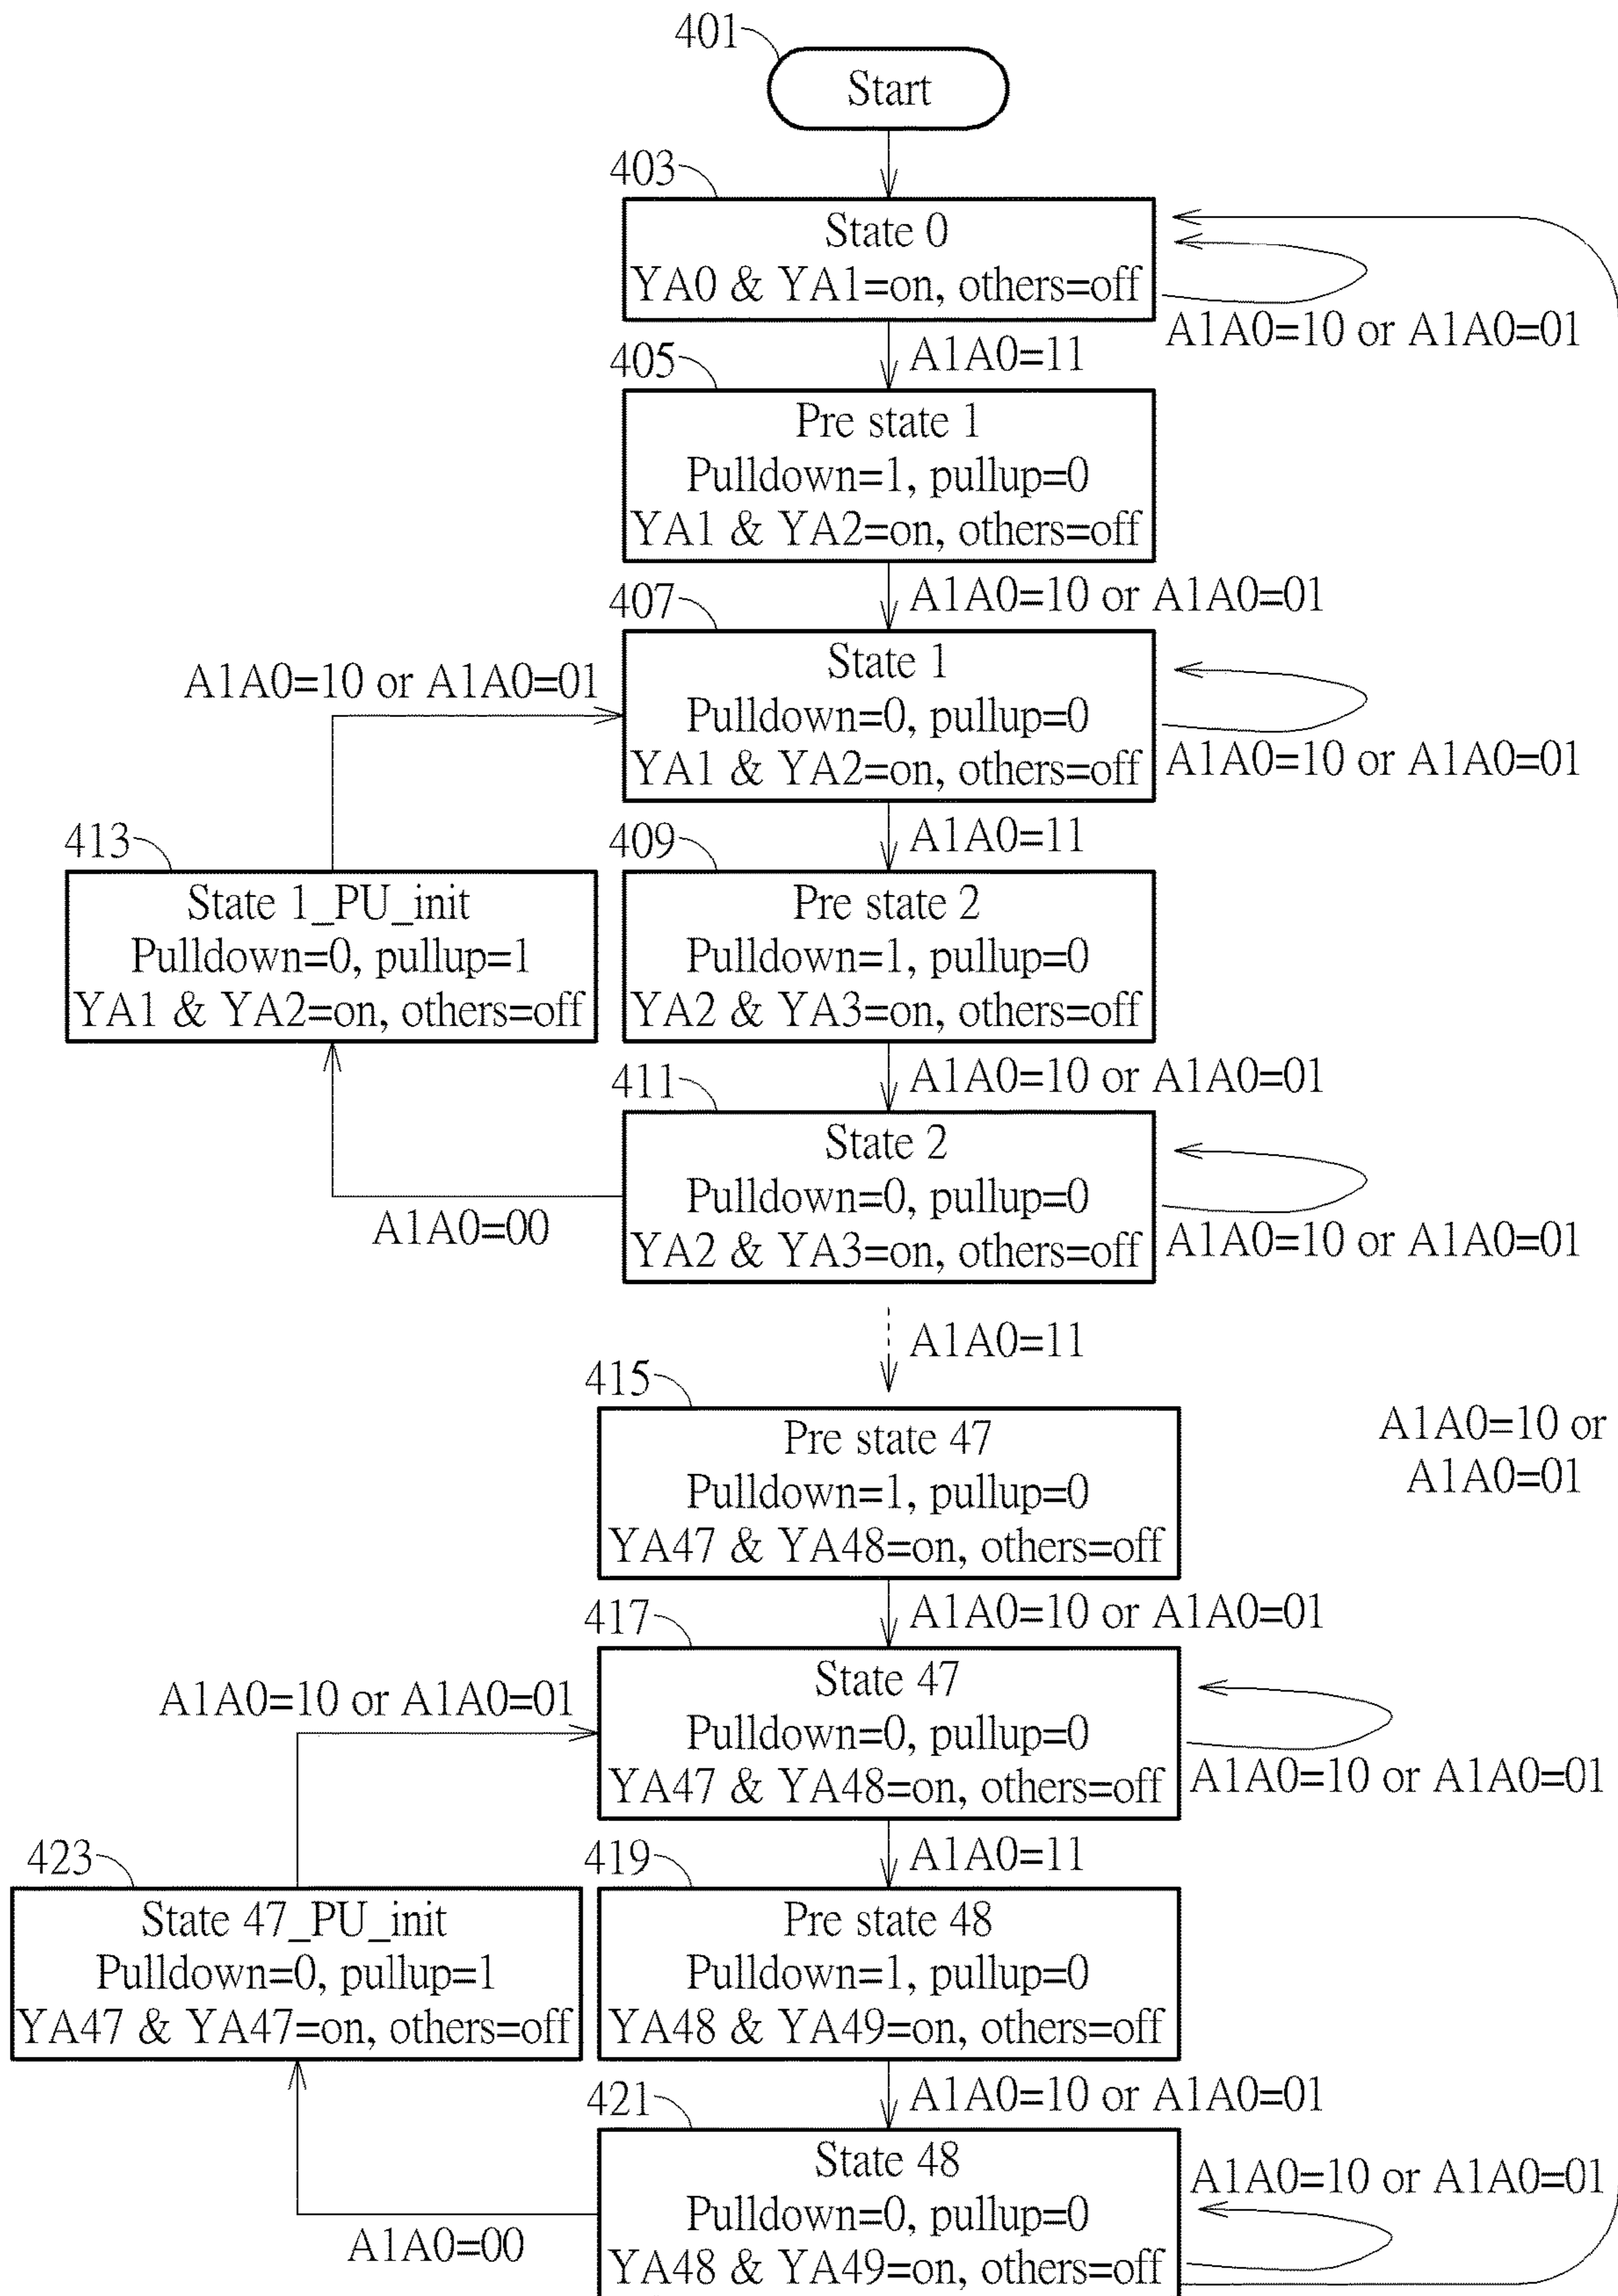 401
Start
403
State 0
YA0 & YA1=on, others=off
A1A0=10 or A1A0=01
A1A0=11
405
Pre state 1
Pulldown=1, pullup=0
YA1 & YA2=on, others=off
A1A0=10 or A1A0=01
407
State 1
Pulldown=0, pullup=0
YA1 & YA2=on, others=off
A1A0=10 or A1A0=01
A1A0=10 or A1A0=01
A1A0=11
413
State 1_PU_init
Pulldown=0, pullup=1
YA1 & YA2=on, others=off
409
Pre state 2
Pulldown=1, pullup=0
YA2 & YA3=on, others=off
A1A0=10 or A1A0=01
411
State 2
Pulldown=0, pullup=0
YA2 & YA3=on, others=off
A1A0=10 or A1A0=01
A1A0=00
A1A0=11
415
Pre state 47
Pulldown=1, pullup=0
YA47 & YA48=on, others=off
A1A0=10 or
A1A0=01
A1A0=10 or A1A0=01
417
State 47
Pulldown=0, pullup=0
YA47 & YA48=on, others=off
A1A0=10 or A1A0=01
A1A0=10 or A1A0=01
A1A0=11
423
State 47_PU_init
Pulldown=0, pullup=1
YA47 & YA47=on, others=off
419
Pre state 48
Pulldown=1, pullup=0
YA48 & YA49=on, others=off
A1A0=10 or A1A0=01
421
State 48
Pulldown=0, pullup=0
YA48 & YA49=on, others=off
A1A0=10 or A1A0=01
A1A0=00